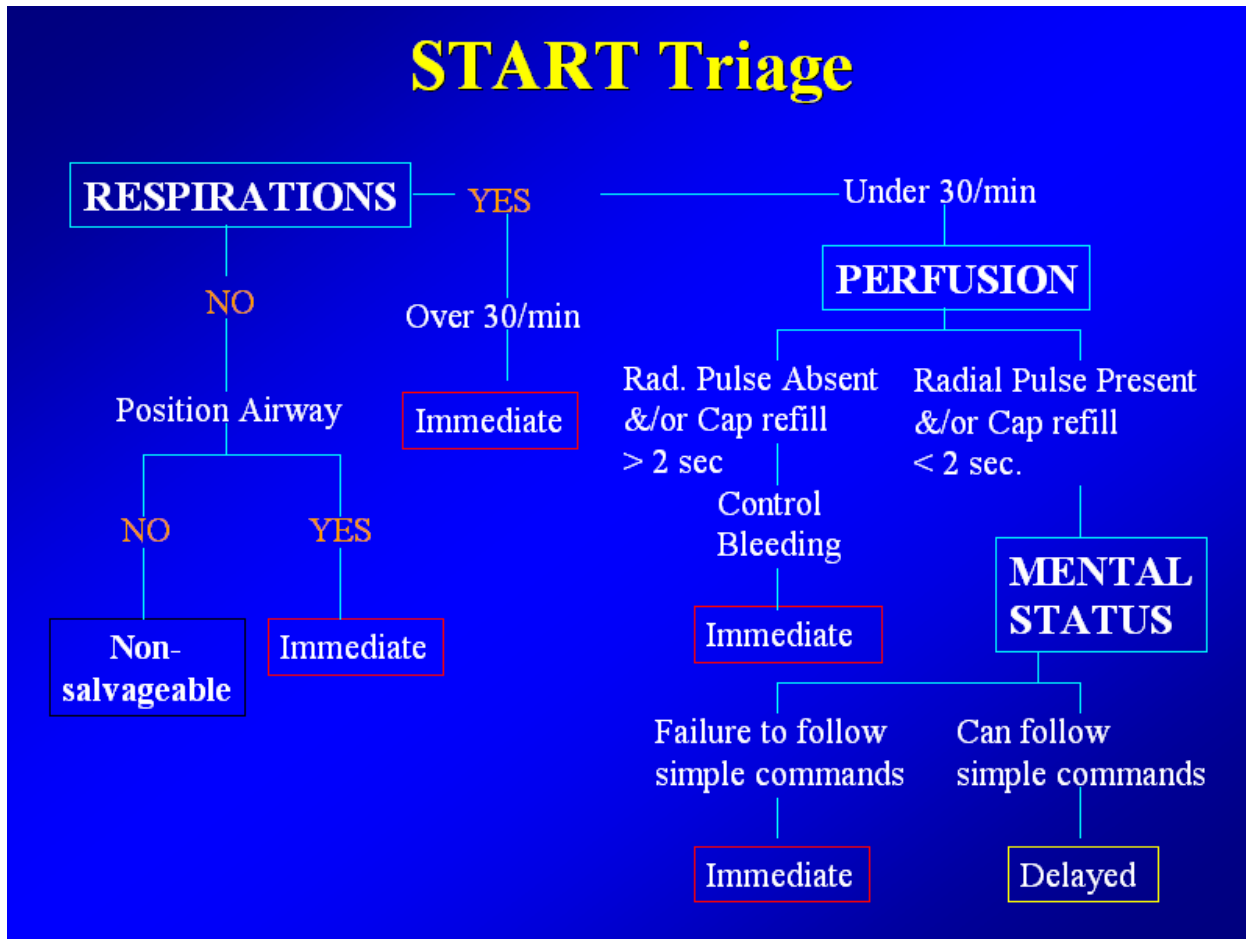 START Triage
RESPIRATIONS
YES
Under 30/min
NO
Over 30/min
PERFUSION
Position Airway
Immediate
Rad. Pulse Absent
&/or Cap refill
> 2 sec
Radial Pulse Present
&/or Cap refill
< 2 sec.
NO
YES
Control
Bleeding
Non-
salvageable
Immediate
Immediate
MENTAL
STATUS
Failure to follow
simple commands
Can follow
simple commands
Immediate
Delayed